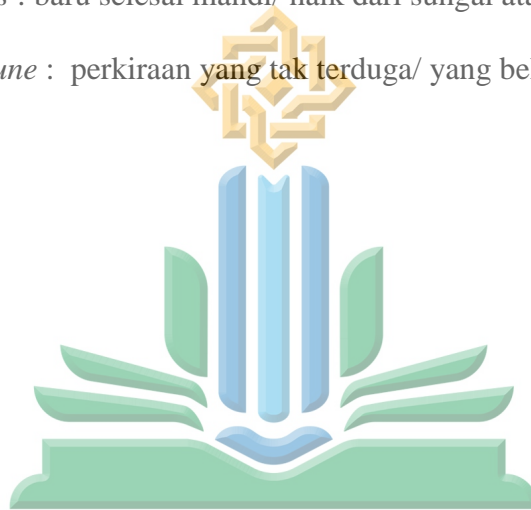 : baru selesai mandi/ naik dari sungai
une : perkiraan yang tak terduga/ yang